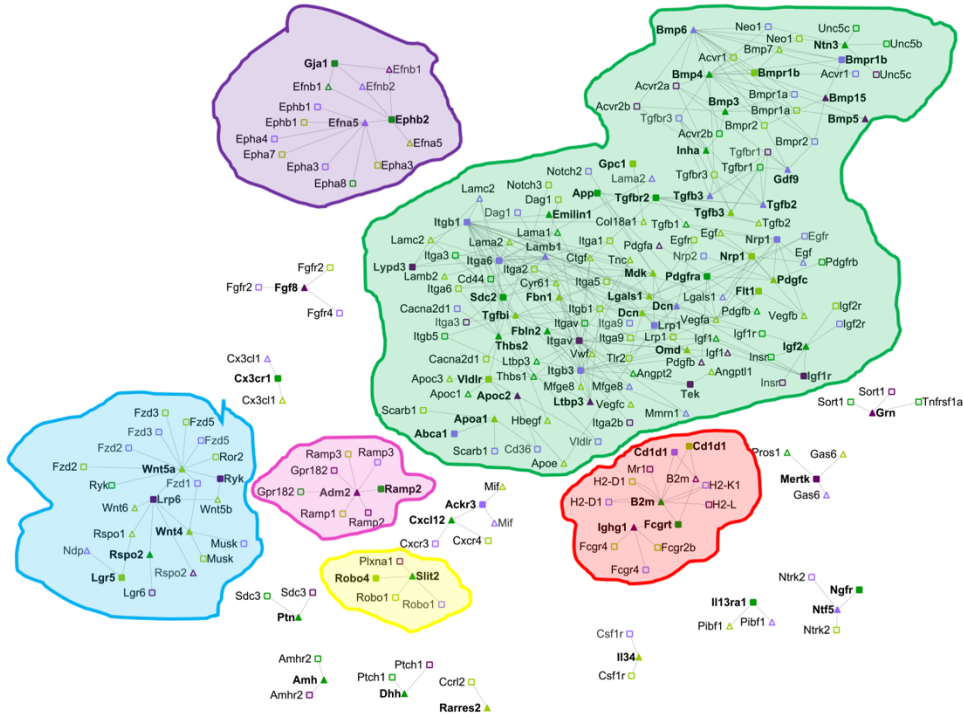 Gja1
Efnb1
Efnb1
Efnb2
Ephb1
Ephb1
Efna5
Ephb2
Epha4
Efna5
Epha7
Epha3
Epha3
Epha8
Bmp6
Neo1
Unc5c
Neo1
Ntn3
Unc5b
Bmp7
Acvr1
Bmpr1b
Bmp4
Bmpr1b
Acvr1
Unc5c
Acvr2a
Bmpr1a
Bmp15
Acvr2b
Bmp3
Bmpr1a
Tgfbr3
Bmp5
Bmpr2
Acvr2b
Bmpr2
Inha
Tgfbr1
Tgfbr1
Gpc1
Tgfbr3
Gdf9
Notch2
Lama2
Notch3
App
Tgfbr2
Tgfb3
Tgfb2
Lamc2
Dag1
Dag1
Emilin1
Col18a1
Tgfb3
Tgfb2
Itgb1
Lama1
Tgfb1
Egf
Nrp1
Egfr
Lamc2
Lama2
Lamb1
Itga1
Pdgfa
Egfr
Egf
Itga3
Itga6
Ctgf
Tnc
Nrp2
Nrp1
Pdgfrb
Lypd3
Itga2
Mdk
Lamb2
Cd44
Cyr61
Itga5
Pdgfra
Pdgfc
Itga6
Sdc2
Fbn1
Lgals1
Lgals1
Flt1
Cacna2d1
Tgfbi
Itgb1
Dcn
Dcn
Igf2r
Itga3
Itgav
Itga9
Lrp1
Vegfa
Vegfb
Igf2r
Itgb5
Fbln2
Itgav
Itga9
Lrp1
Igf1r
Thbs2
Vwf
Omd
Igf1
Igf2
Cacna2d1
Ltbp3
Tlr2
Pdgfb
Insr
Apoc3
Vldlr
Thbs1
Itgb3
Angpt2
Angptl1
Insr
Igf1r
Apoc1
Apoc2
Mfge8
Mfge8
Tek
Scarb1
Ltbp3
Vegfc
Mmrn1
Apoa1
Hbegf
Itga2b
Abca1
Vldlr
Scarb1
Cd36
Apoe
Fgfr2
Fgfr2
Fgf8
Fgfr4
Cx3cl1
Cx3cr1
Cx3cl1
Sort1
Sort1
Tnfrsf1a
Grn
Fzd3
Fzd3
Fzd5
Fzd2
Fzd5
Fzd2
Wnt5a
Ror2
Ryk
Fzd1
Ryk
Lrp6
Wnt6
Wnt5b
Rspo1
Wnt4
Ndp
Rspo2
Musk
Musk
Lgr5
Rspo2
Lgr6
Ramp3
Ramp3
Gpr182
Gpr182
Adm2
Ramp2
Ramp1
Ramp2
Mif
Ackr3
Cxcl12
Mif
Cxcr3
Cxcr4
Plxna1
Robo4
Slit2
Robo1
Robo1
Cd1d1
Cd1d1
Mr1
B2m
H2-D1
H2-K1
H2-D1
B2m
H2-L
Ighg1
Fcgrt
Fcgr4
Fcgr2b
Fcgr4
Pros1
Gas6
Mertk
Gas6
Sdc3
Sdc3
Ptn
Amhr2
Amh
Amhr2
Ptch1
Ptch1
Dhh
Ccrl2
Rarres2
Csf1r
Il34
Csf1r
Il13ra1
Pibf1
Pibf1
Ntrk2
Ngfr
Ntf5
Ntrk2